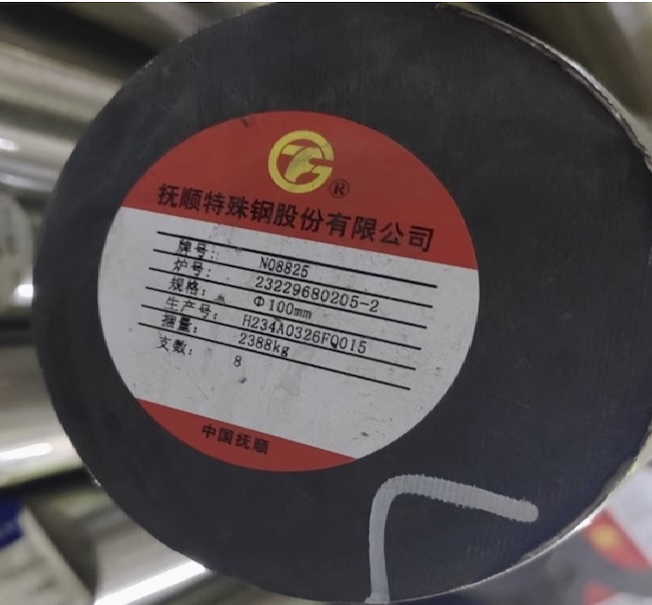 ®
抚顺特殊钢股份有限公司
牌号: N08825
炉号: 23229680205-2
规格: Φ100mm
生产号: H234A0326FQ015
捆量: 2388kg
支数: 8
中国抚顺